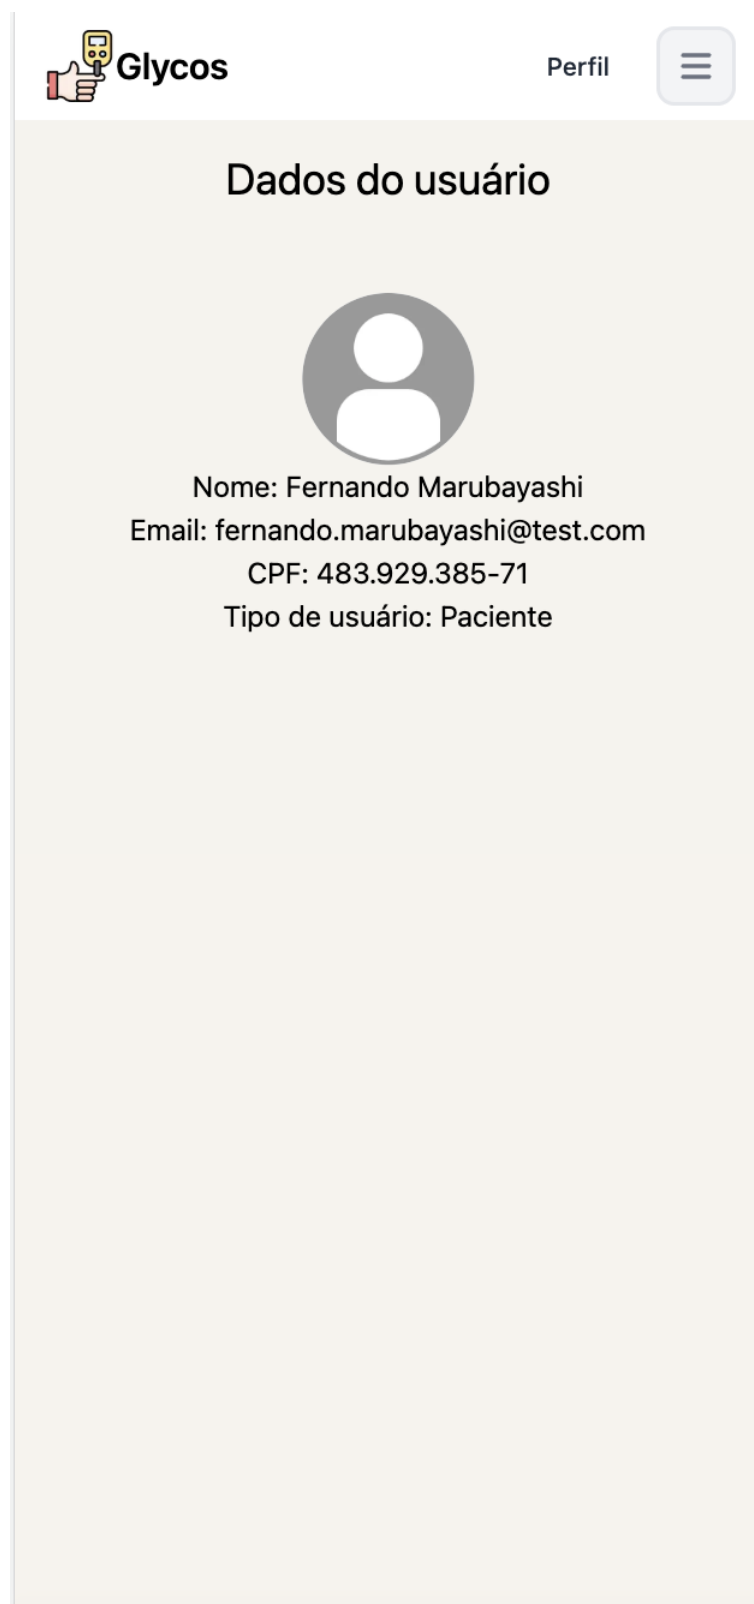 Glycos
Perfil
Dados do usuário
Nome: Fernando Marubayashi
Email: fernando.marubayashi@test.com
CPF: 483.929.385-71
Tipo de usuário: Paciente